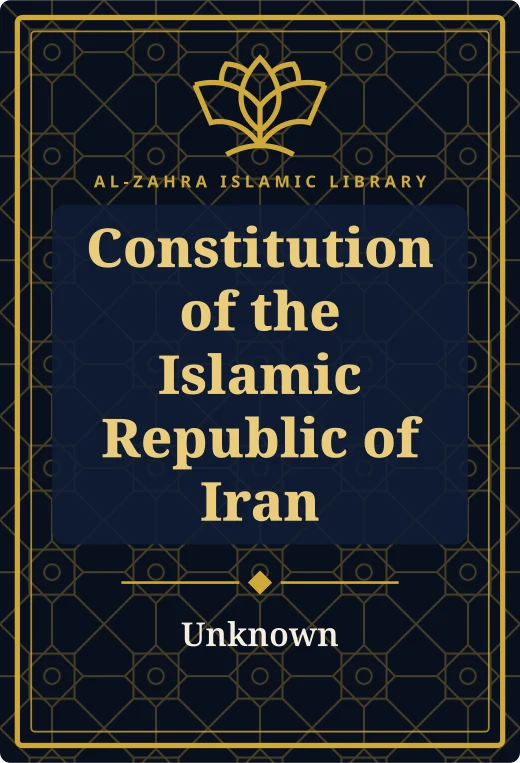 AL-ZAHRA ISLAMIC LIBRARY
Constitution
of the
Islamic
Republic of
Iran
Unknown